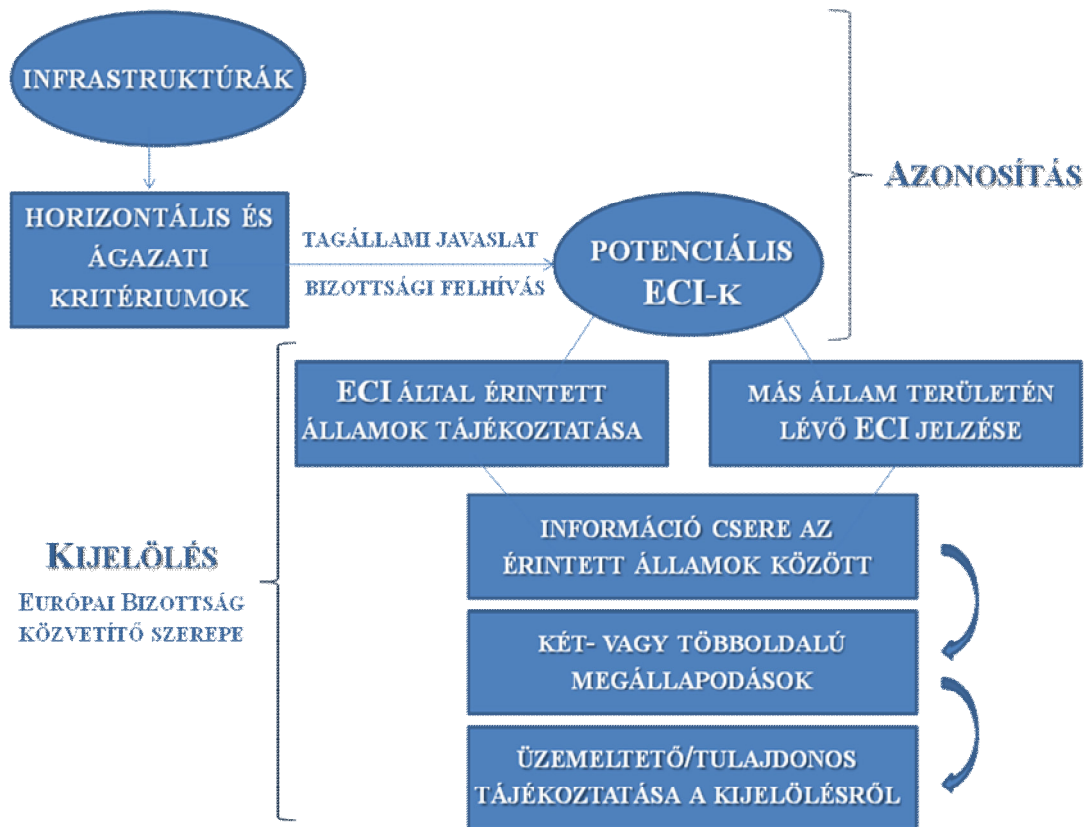 INFRASTRUKTÚRÁK
AZONOSÍTÁS
HORIZONTÁLIS ÉS
ÁGAZATI
KRITÉRIUMOK
TAGÁLLAMI JAVASLAT
BIZOTTSÁGI FELHÍVÁS
POTENCIÁLIS
ECI-K
ECI ÁLTAL ÉRINTETT
ÁLLAMOK TÁJÉKOZTATÁSA
MÁS ÁLLAM TERÜLETÉN
LÉVŐ ECI JELZÉSE
KIJELÖLÉS
EURÓPAI BIZOTTSÁG
KÖZVETÍTŐ SZEREPE
INFORMÁCIÓ CSERE AZ
ÉRINTETT ÁLLAMOK KÖZÖTT
KÉT- VAGY TÖBBOLDALÚ
MEGÁLLAPODÁSOK
ÜZEMELTETŐ/TULAJDONOS
TÁJÉKOZTATÁSA A KIJELÖLÉSRŐL